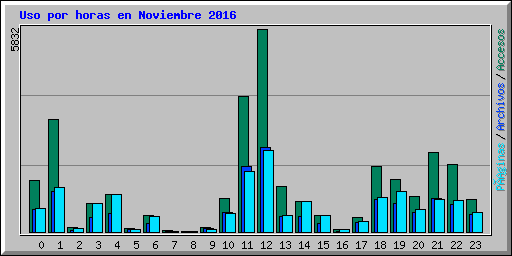 Uso por horas en Noviembre 2016
5832
Páginas / Archivos / Accesos
0 1 2 3 4 5 6 7 8 9 10 11 12 13 14 15 16 17 18 19 20 21 22 23